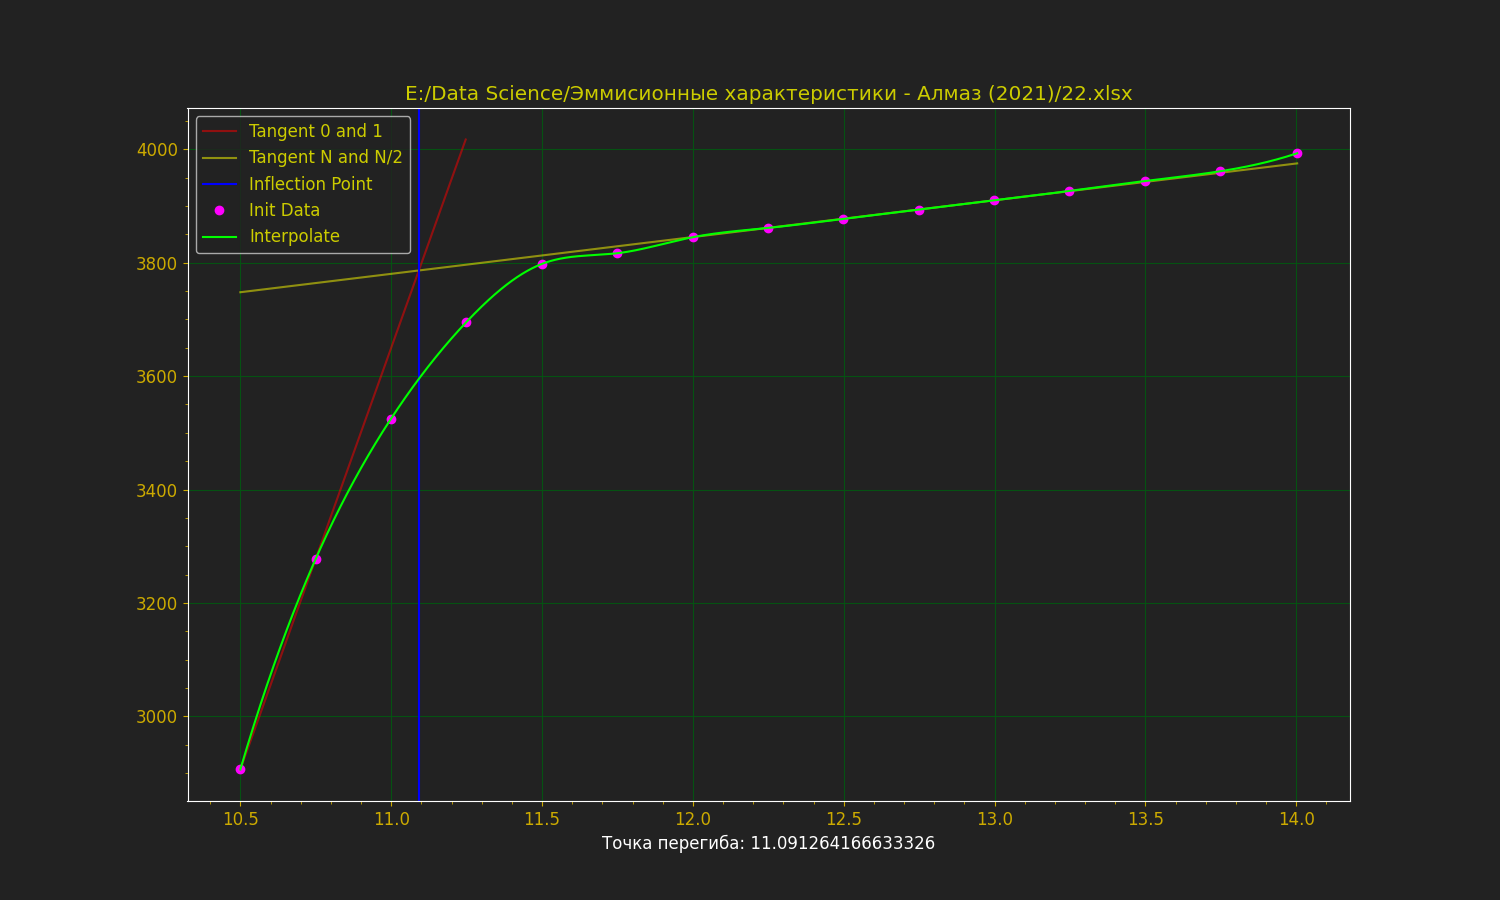 E:/Data Science/Эммисионные характеристики - Алмаз (2021)/22.xlsx
Tangent 0 and 1
Tangent N and N/2
Inflection Point
Init Data
Interpolate
4000
3800
3600
3400
3200
3000
10.5 11.0 11.5 12.0 12.5 13.0 13.5 14.0
Точка перегиба: 11.091264166633326